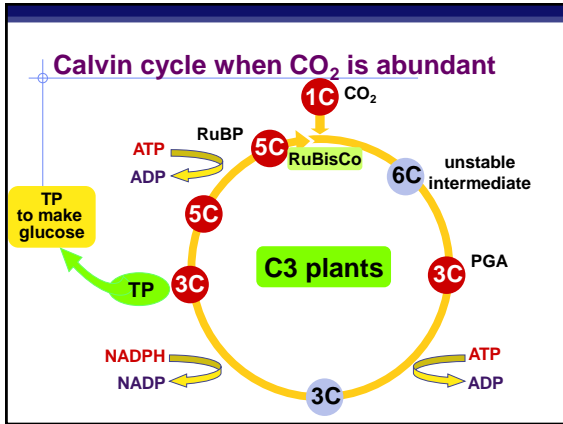 Calvin cycle when CO₂ is abundant
1C
CO₂
RuBP
5C
RuBisCo
ATP
ADP
6C
unstable
intermediate
TP
to make
glucose
5C
C3 plants
TP
3C
3C
PGA
NADPH
NADP
3C
ATP
ADP